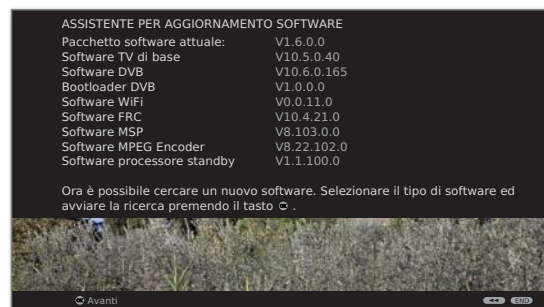 ASSISTENTE PER AGGIORNAMENTO SOFTWARE
Pacchetto software attuale: V1.6.0.0
Software TV di base V10.5.0.40
Software DVB V10.6.0.165
Bootloader DVB V1.0.0.0
Software WiFi V0.0.11.0
Software FRC V10.4.21.0
Software MSP V8.103.0.0
Software MPEG Encoder V8.22.102.0
Software processore standby V1.1.100.0
Ora è possibile cercare un nuovo software. Selezionare il tipo di software ed
avviare la ricerca premendo il tasto OK .
OK Avanti END